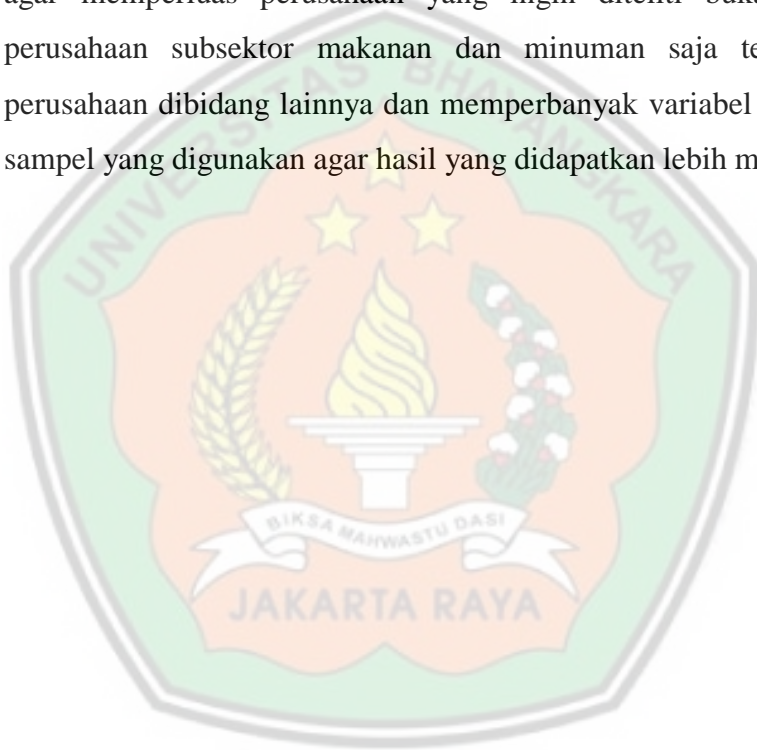 agar memperluas perusahaan yang ingin diteliti
perusahaan subsektor makanan dan minuman saja
perusahaan dibidang lainnya dan memperbanyak variabel
sampel yang digunakan agar hasil yang didapatkan lebih
UNIVERSITAS BHAYANGKARA
BIKSA MAHWASTU DASI
JAKARTA RAYA